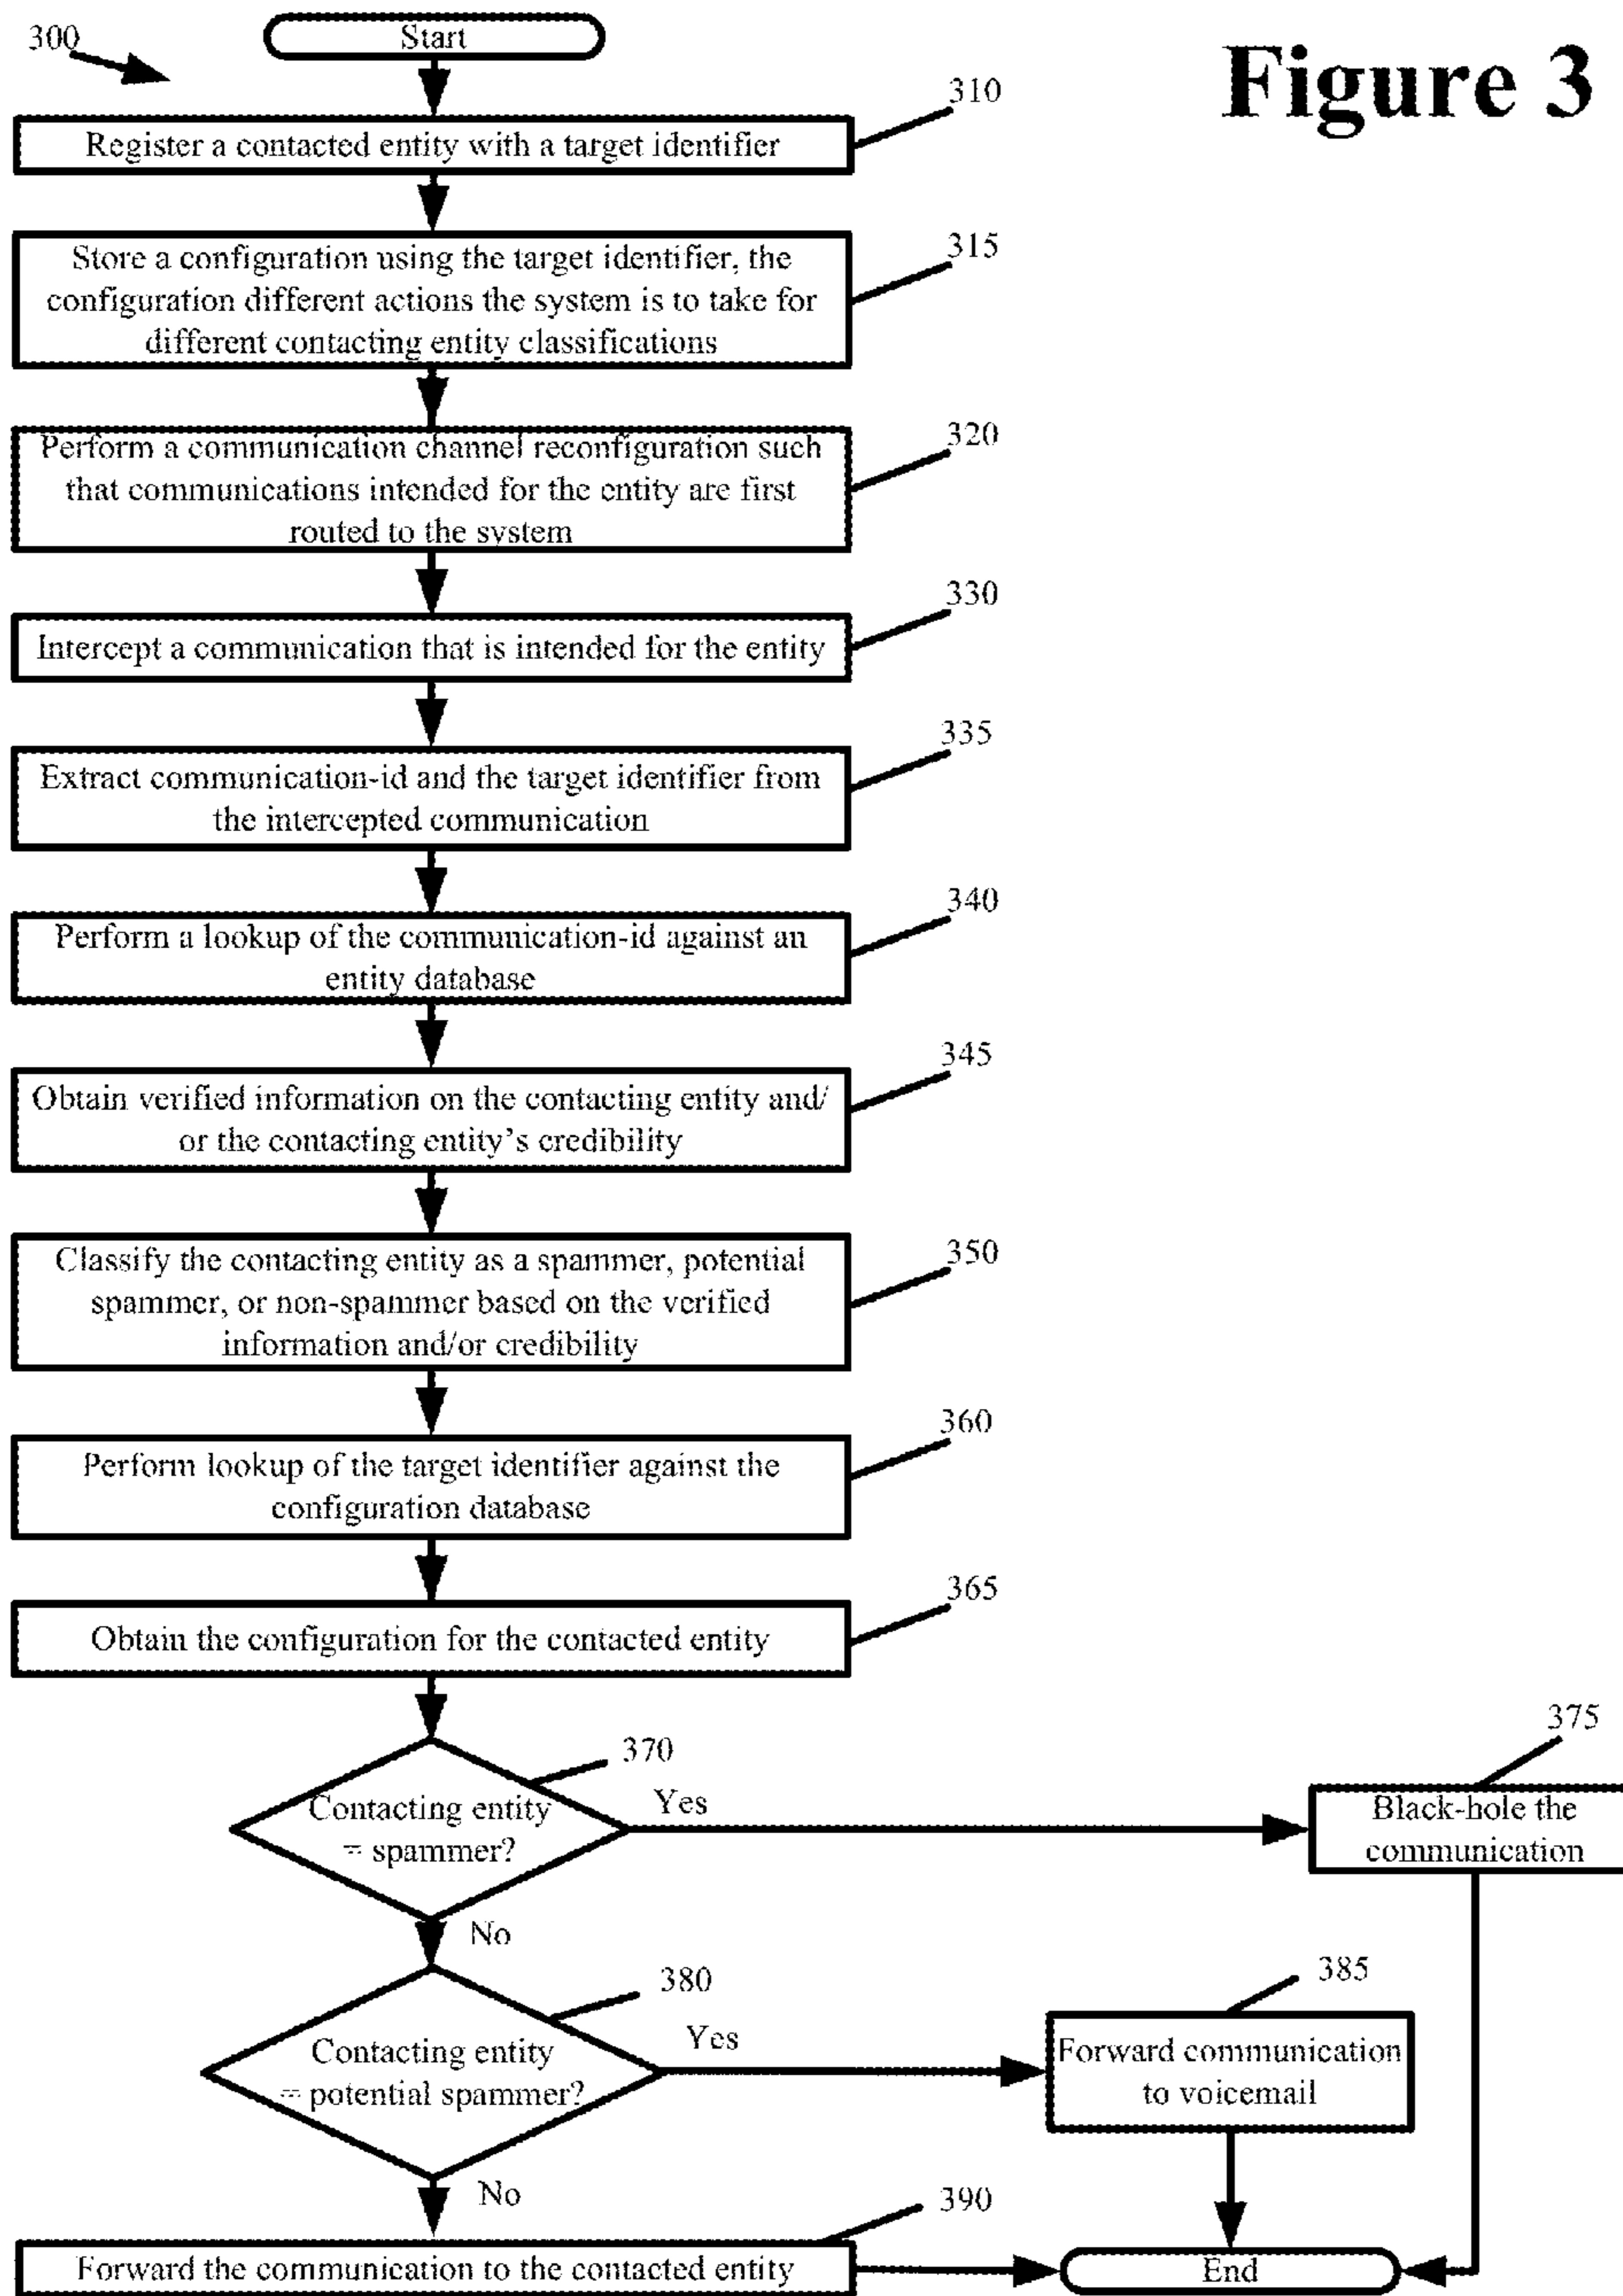 300
Start
Figure 3
310
Register a contacted entity with a target identifier
315
Store a configuration using the target identifier, the
configuration different actions the system is to take for
different contacting entity classifications
320
Perform a communication channel reconfiguration such
that communications intended for the entity are first
routed to the system
330
Intercept a communication that is intended for the entity
335
Extract communication-id and the target identifier from
the intercepted communication
340
Perform a lookup of the communication-id against an
entity database
345
Obtain verified information on the contacting entity and/
or the contacting entity's credibility
350
Classify the contacting entity as a spammer, potential
spammer, or non-spammer based on the verified
information and/or credibility
360
Perform lookup of the target identifier against the
configuration database
365
Obtain the configuration for the contacted entity
370
Contacting entity
= spammer?
Yes
375
Black-hole the
communication
No
380
Contacting entity
= potential spammer?
Yes
385
Forward communication
to voicemail
No
390
Forward the communication to the contacted entity
End